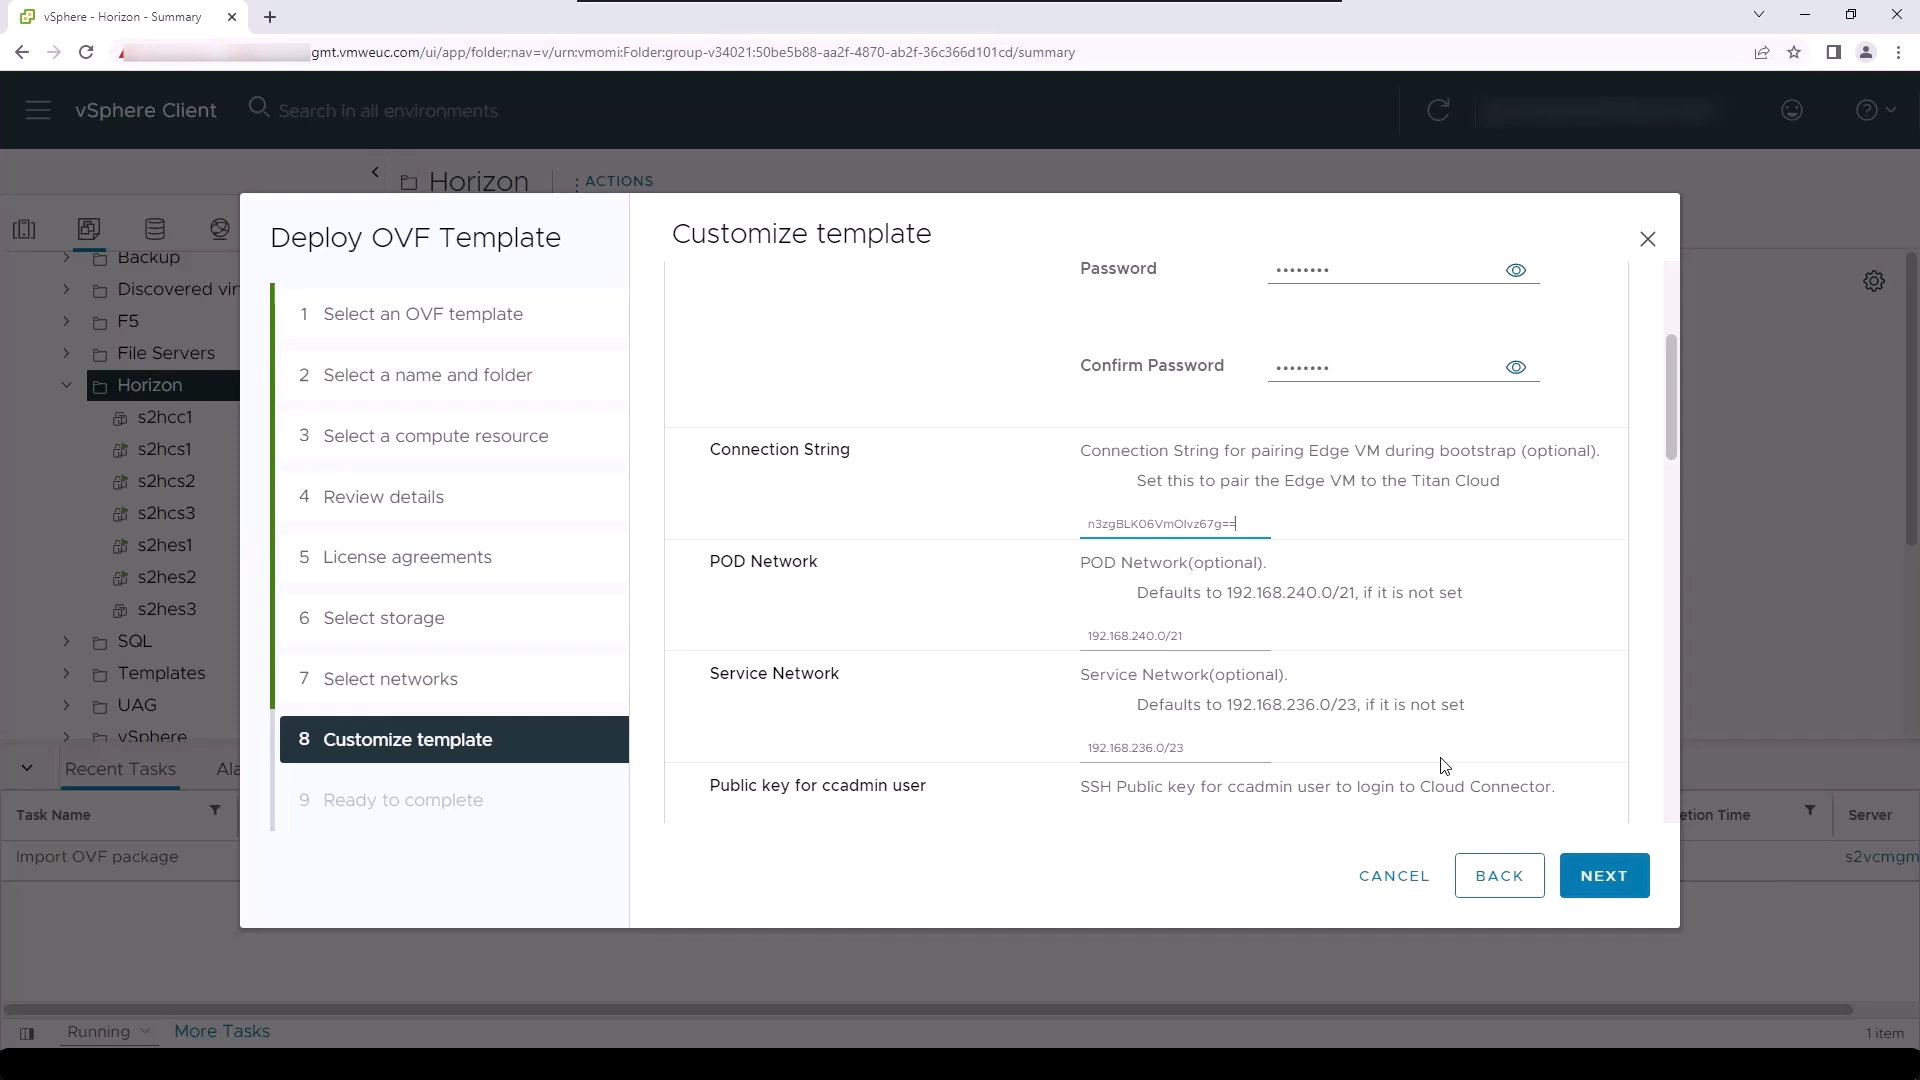 vSphere - Horizon - Summary
gmt.vmweuc.com/ui/app/folder;nav=v/urn:vmomi:Folder:group-v34021:50be5b88-aa2f-4870-ab2f-36c366d101cd/summary
vSphere Client
Search in all environments
Horizon
ACTIONS
Backup
Discovered vir
F5
File Servers
Horizon
s2hcc1
s2hcs1
s2hcs2
s2hcs3
s2hes1
s2hes2
s2hes3
SQL
Templates
UAG
vSphere
Deploy OVF Template
1 Select an OVF template
2 Select a name and folder
3 Select a compute resource
4 Review details
5 License agreements
6 Select storage
7 Select networks
8 Customize template
9 Ready to complete
Customize template
Password ••••••••
Confirm Password ••••••••
Connection String
Connection String for pairing Edge VM during bootstrap (optional).
Set this to pair the Edge VM to the Titan Cloud
n3zgBLK06VmOIvz67g==
POD Network
POD Network(optional).
Defaults to 192.168.240.0/21, if it is not set
192.168.240.0/21
Service Network
Service Network(optional).
Defaults to 192.168.236.0/23, if it is not set
192.168.236.0/23
Public key for ccadmin user
SSH Public key for ccadmin user to login to Cloud Connector.
CANCEL
BACK
NEXT
Recent Tasks Ala
Task Name
etion Time
Server
Import OVF package
s2vcmgm
Running
More Tasks
1 item